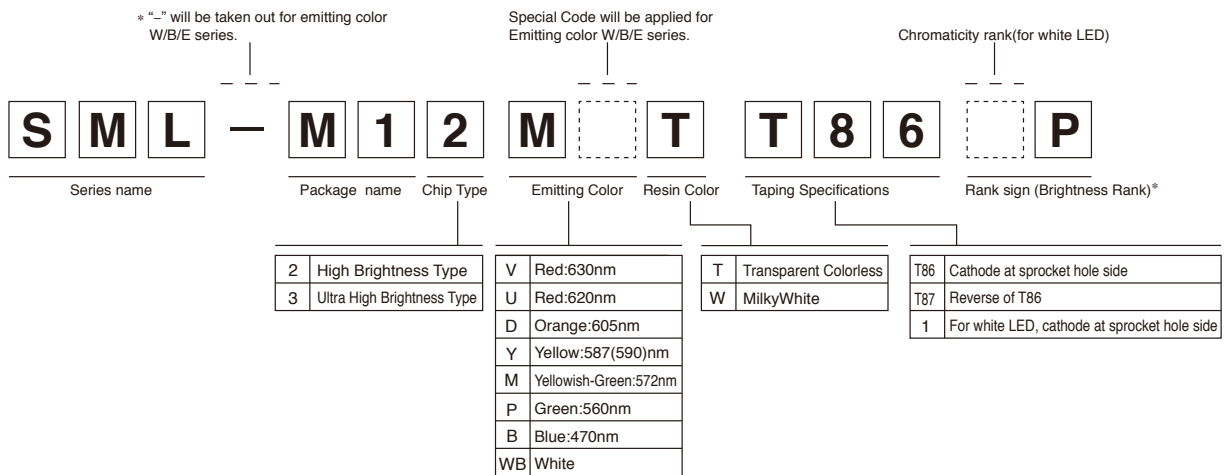 * “–” will be taken out for emitting color
W/B/E series.
Special Code will be applied for
Emitting color W/B/E series.
Chromaticity rank(for white LED)
S M L – M 1 2 M T T 8 6 P
Series name
Package name
Chip Type
Emitting Color
Resin Color
Taping Specifications
Rank sign (Brightness Rank)*
2 High Brightness Type
3 Ultra High Brightness Type
V Red:630nm
U Red:620nm
D Orange:605nm
Y Yellow:587(590)nm
M Yellowish-Green:572nm
P Green:560nm
B Blue:470nm
WB White
T Transparent Colorless
W MilkyWhite
T86 Cathode at sprocket hole side
T87 Reverse of T86
1 For white LED, cathode at sprocket hole side